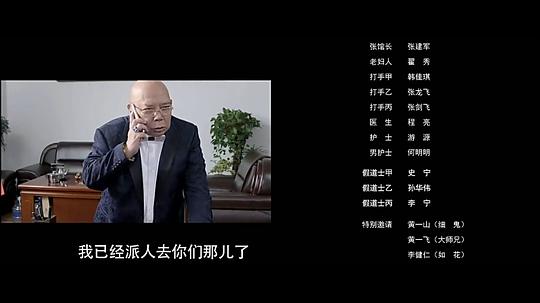 张馆长 张建军
老妇人 翟 秀
打手甲 韩佳琪
打手乙 张龙飞
打手丙 张剑飞
医 生 程 亮
护 士 游 源
男护士 何明明
假道士甲 史 宁
假道士乙 孙华伟
假道士丙 李 宁
特别邀请 黄一山（细 鬼）
黄一飞（大师兄）
李健仁（如 花）
我已经派人去你们那儿了